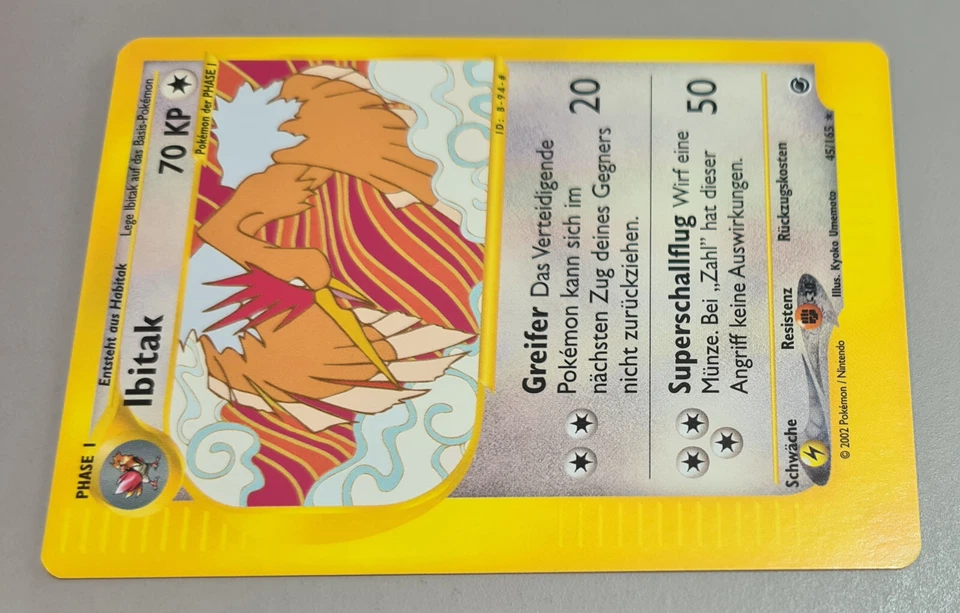 PHASE 1
Entsteht aus Habitak
Lege Ibitak auf das Basis-Pokémon
Ibitak
70 KP
Pokémon der PHASE 1
ID: B-94-#
Greifer Das Verteidigende
Pokémon kann sich im
nächsten Zug deines Gegners
nicht zurückziehen.
20
Superschallflug Wirf eine
Münze. Bei „Zahl" hat dieser
Angriff keine Auswirkungen.
50
Schwäche
Resistenz
-30
Rückzugskosten
Illus. Kyoko Umemoto
45/165 ★
© 2002 Pokémon / Nintendo